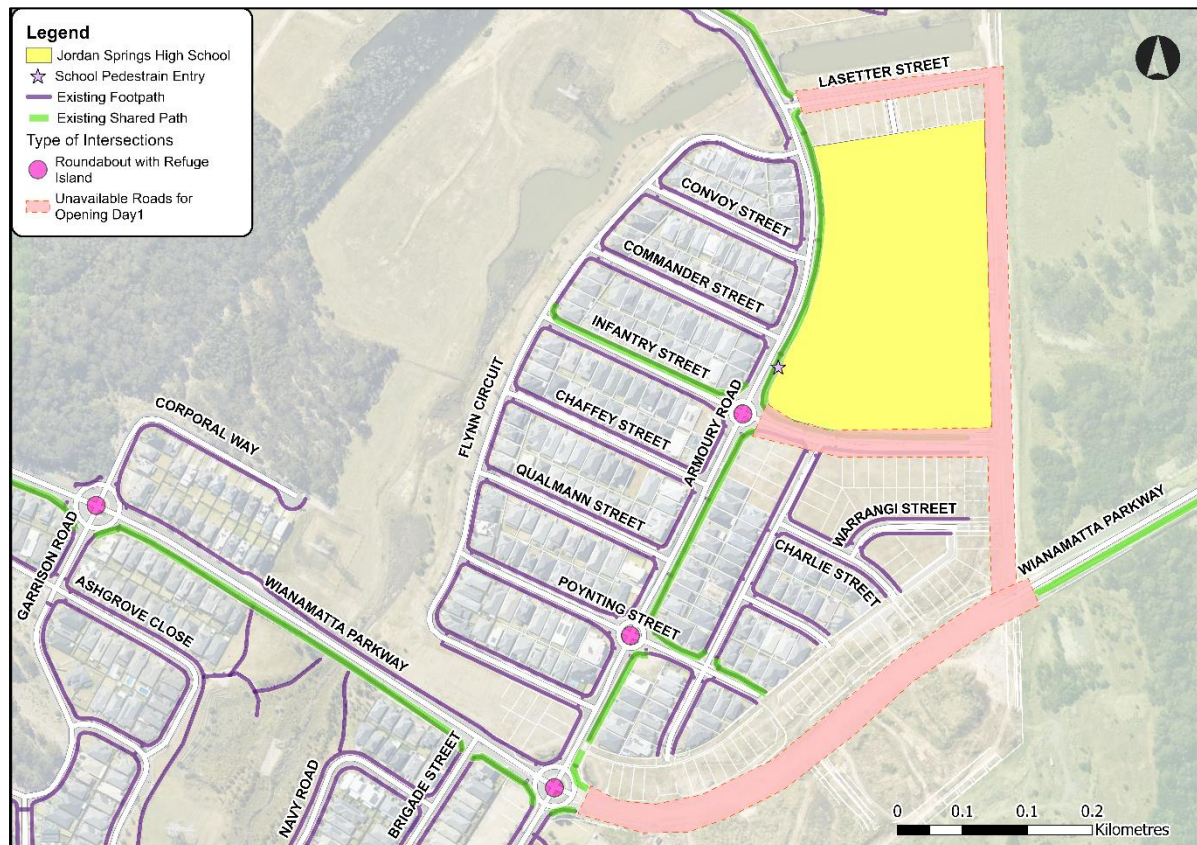 Legend
Jordan Springs High School
School Pedestrain Entry
Existing Footpath
Existing Shared Path
Type of Intersections
Roundabout with Refuge
Island
Unavailable Roads for
Opening Day1
LASETTER STREET
CONVOY STREET
COMMANDER STREET
INFANTRY STREET
CHAFFEY STREET
QUALMANN STREET
POYNTING STREET
FLYNN CIRCUIT
ARMOURY ROAD
CORPORAL WAY
GARRISON ROAD
ASHGROVE CLOSE
WIANAMATTA PARKWAY
NAVY ROAD
BRIGADE STREET
WARRANGI STREET
CHARLIE STREET
WIANAMATTA PARKWAY
0 0.1 0.1 0.2
Kilometres